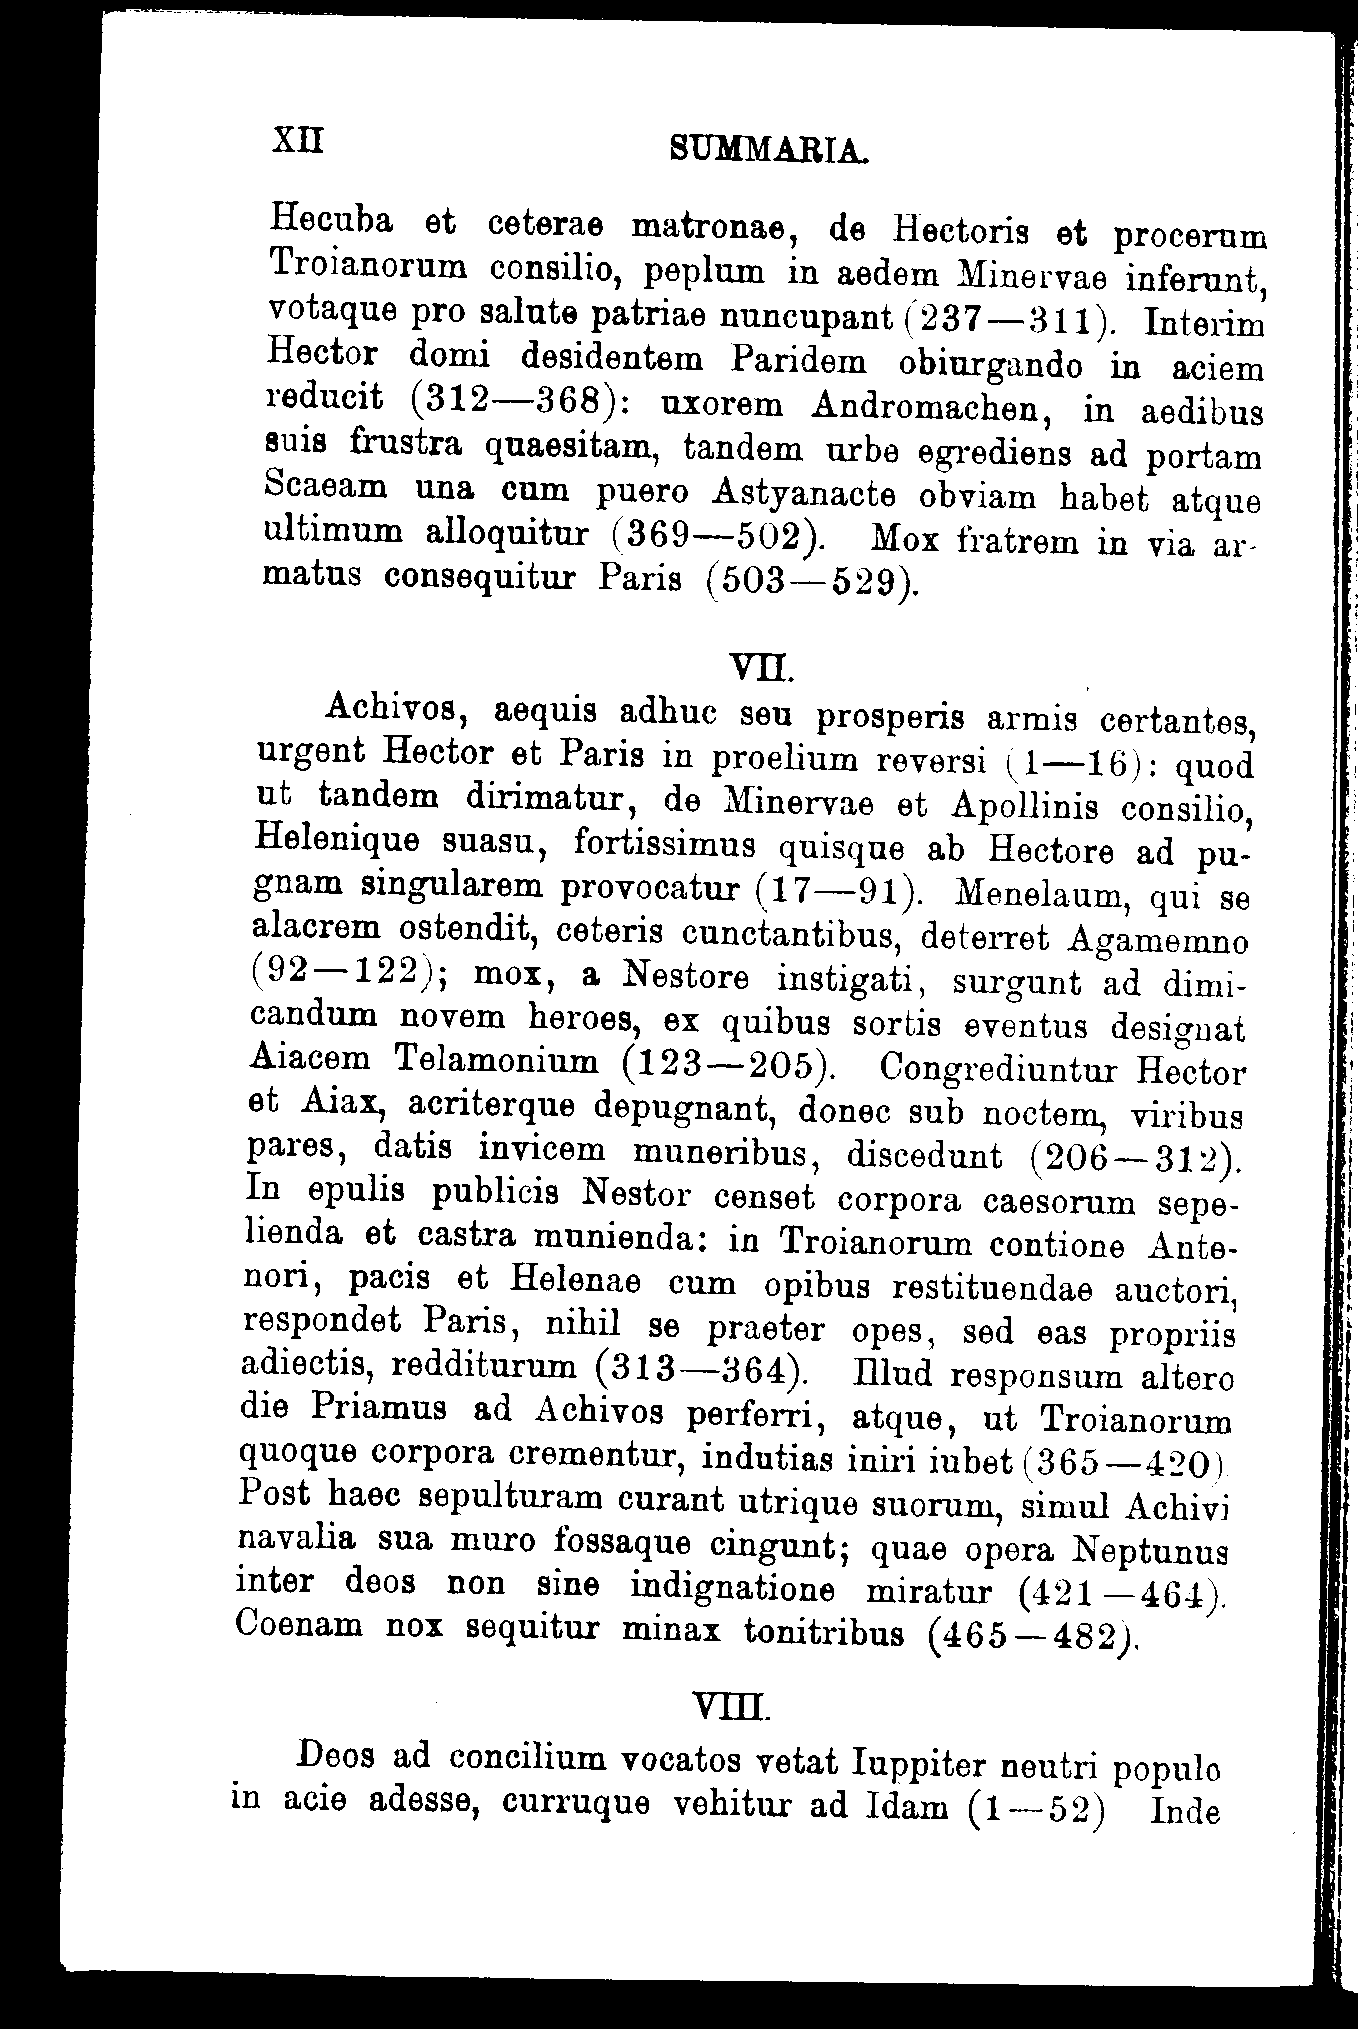 XII SUMMARIA.
Hecuba et ceterae matronae, de Hectoris et procerum
Troianorum consilio, peplum in aedem Minervae inferunt,
votaque pro salute patriae nuncupant (237—311). Interim
Hector domi desidentem Paridem obiurgando in aciem
reducit (312—368): uxorem Andromachen, in aedibus
suis frustra quaesitam, tandem urbe egrediens ad portam
Scaeam una cum puero Astyanacte obviam habet atque
ultimum alloquitur (369—502). Mox fratrem in via ar-
matus consequitur Paris (503—529).
VII.
Achivos, aequis adhuc seu prosperis armis certantes,
urgent Hector et Paris in proelium reversi (1—16): quod
ut tandem dirimatur, de Minervae et Apollinis consilio,
Helenique suasu, fortissimus quisque ab Hectore ad pu-
gnam singularem provocatur (17—91). Menelaum, qui se
alacrem ostendit, ceteris cunctantibus, deterret Agamemno
(92—122); mox, a Nestore instigati, surgunt ad dimi-
candum novem heroes, ex quibus sortis eventus designat
Aiacem Telamonium (123—205). Congrediuntur Hector
et Aiax, acriterque depugnant, donec sub noctem, viribus
pares, datis invicem muneribus, discedunt (206—312).
In epulis publicis Nestor censet corpora caesorum sepe-
lienda et castra munienda: in Troianorum contione Ante-
nori, pacis et Helenae cum opibus restituendae auctori,
respondet Paris, nihil se praeter opes, sed eas propriis
adiectis, redditurum (313—364). Illud responsum altero
die Priamus ad Achivos perferri, atque, ut Troianorum
quoque corpora crementur, indutias iniri iubet (365—420)
Post haec sepulturam curant utrique suorum, simul Achivi
navalia sua muro fossaque cingunt; quae opera Neptunus
inter deos non sine indignatione miratur (421—464).
Coenam nox sequitur minax tonitribus (465—482).
VIII.
Deos ad concilium vocatos vetat Iuppiter neutri populo
in acie adesse, curruque vehitur ad Idam (1—52) Inde